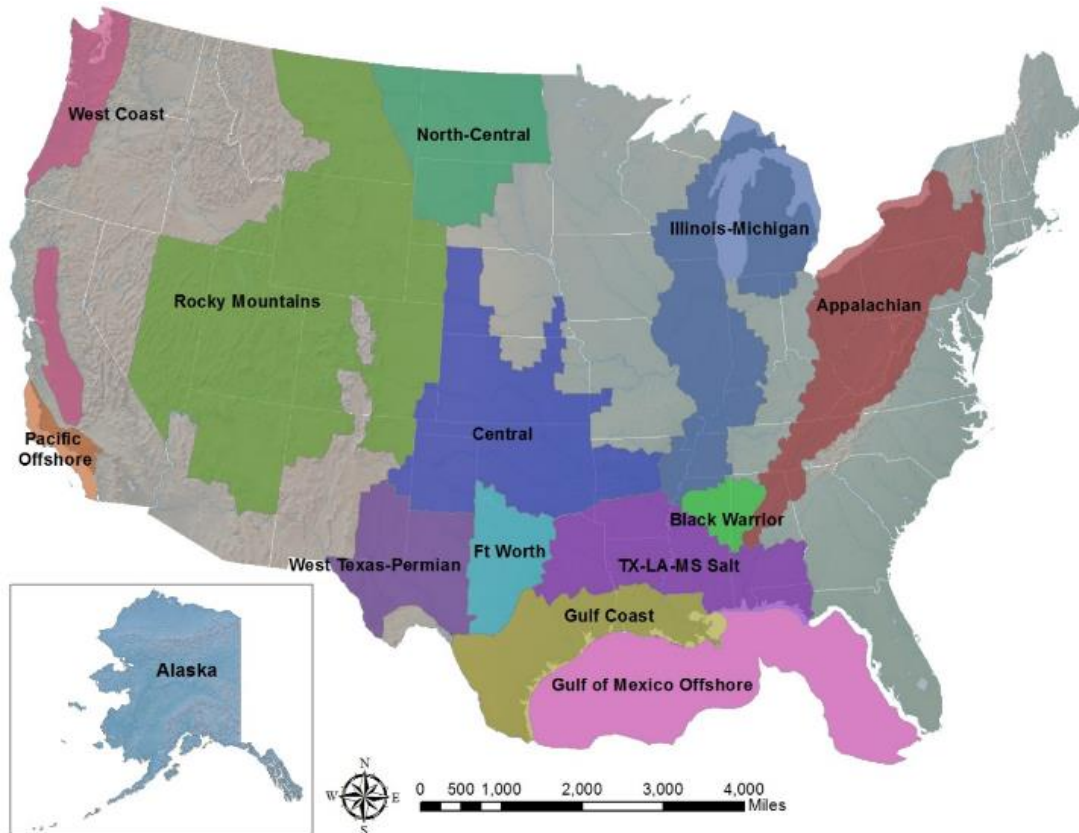 West Coast
North-Central
Illinois-Michigan
Rocky Mountains
Appalachian
Pacific
Offshore
Central
Black Warrior
Ft Worth
West Texas-Permian
TX-LA-MS Salt
Gulf Coast
Alaska
Gulf of Mexico Offshore
N
W E
S
0 500 1,000 2,000 3,000 4,000
Miles